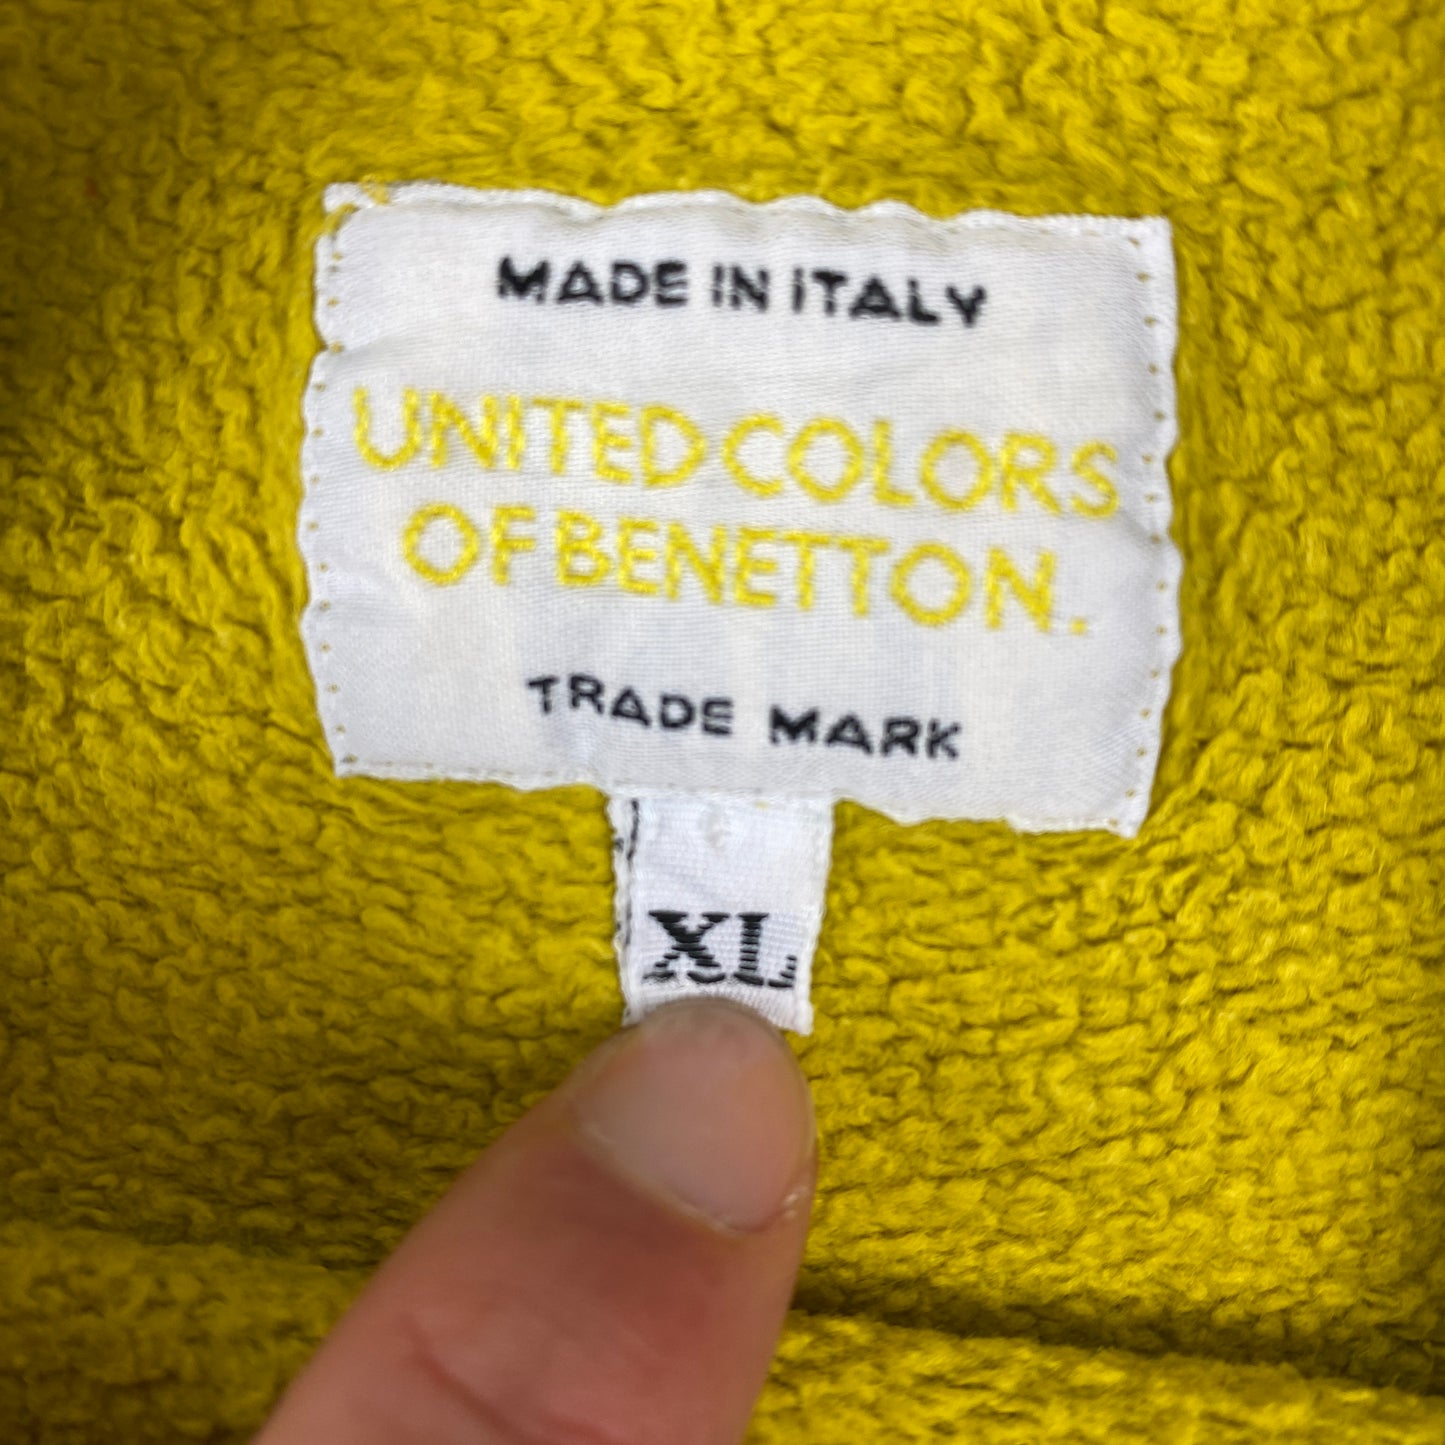 MADE IN ITALY
UNITED COLORS
OF BENETTON.
TRADE MARK
XL